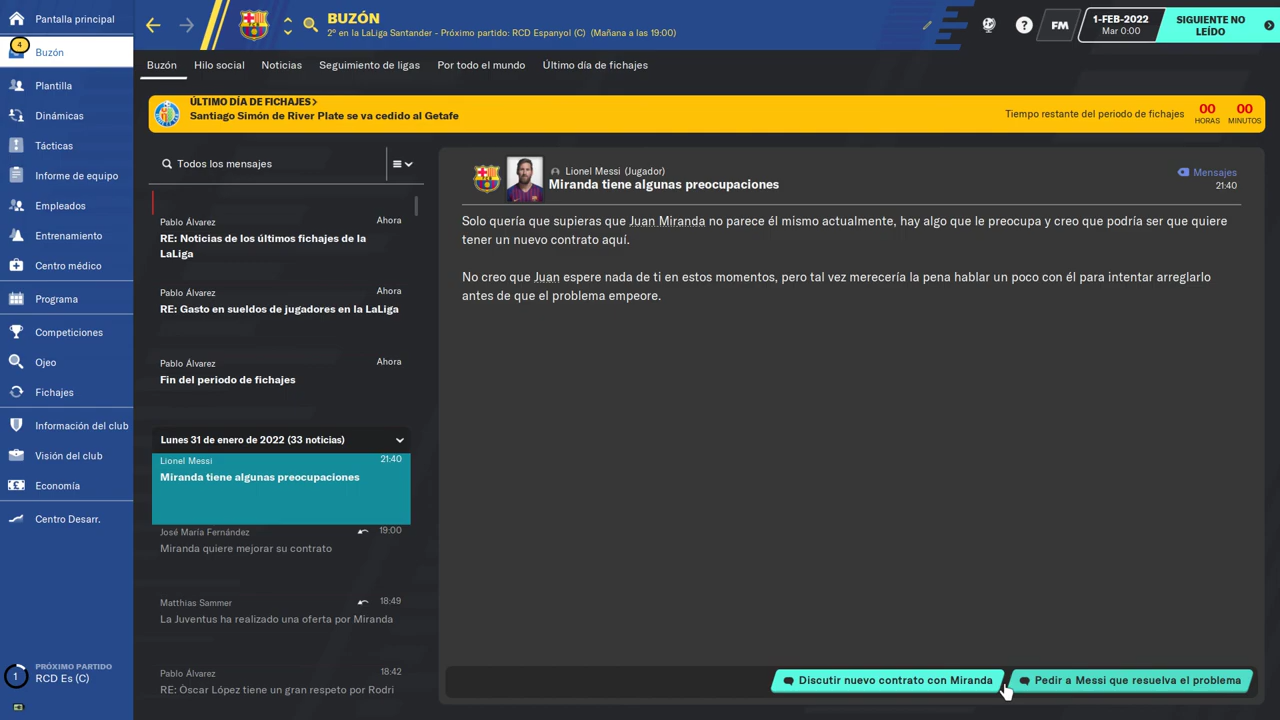 Pantalla principal
4
Buzón
Plantilla
Dinámicas
Tácticas
Informe de equipo
Empleados
Entrenamiento
Centro médico
Programa
Competiciones
Ojeo
Fichajes
Información del club
Visión del club
Economía
Centro Desarr.
1
PRÓXIMO PARTIDO
RCD Es (C)
BUZÓN
2º en la LaLiga Santander - Próximo partido: RCD Espanyol (C) (Mañana a las 19:00)
?
FM
1-FEB-2022
Mar 0:00
SIGUIENTE NO LEÍDO
Buzón Hilo social Noticias Seguimiento de ligas Por todo el mundo Último día de fichajes
ÚLTIMO DÍA DE FICHAJES>
Santiago Simón de River Plate se va cedido al Getafe
Tiempo restante del periodo de fichajes
00 HORAS
00 MINUTOS
Todos los mensajes
Pablo Álvarez Ahora
RE: Noticias de los últimos fichajes de la
LaLiga
Pablo Álvarez Ahora
RE: Gasto en sueldos de jugadores en la LaLiga
Pablo Álvarez Ahora
Fin del periodo de fichajes
Lunes 31 de enero de 2022 (33 noticias)
Lionel Messi 21:40
Miranda tiene algunas preocupaciones
José María Fernández 19:00
Miranda quiere mejorar su contrato
Matthias Sammer 18:49
La Juventus ha realizado una oferta por Miranda
Pablo Álvarez 18:42
RE: Òscar López tiene un gran respeto por Rodri
Lionel Messi (Jugador)
Miranda tiene algunas preocupaciones
Mensajes
21:40
Solo quería que supieras que Juan Miranda no parece él mismo actualmente, hay algo que le preocupa y creo que podría ser que quiere
tener un nuevo contrato aquí.
No creo que Juan espere nada de ti en estos momentos, pero tal vez merecería la pena hablar un poco con él para intentar arreglarlo
antes de que el problema empeore.
Discutir nuevo contrato con Miranda
Pedir a Messi que resuelva el problema